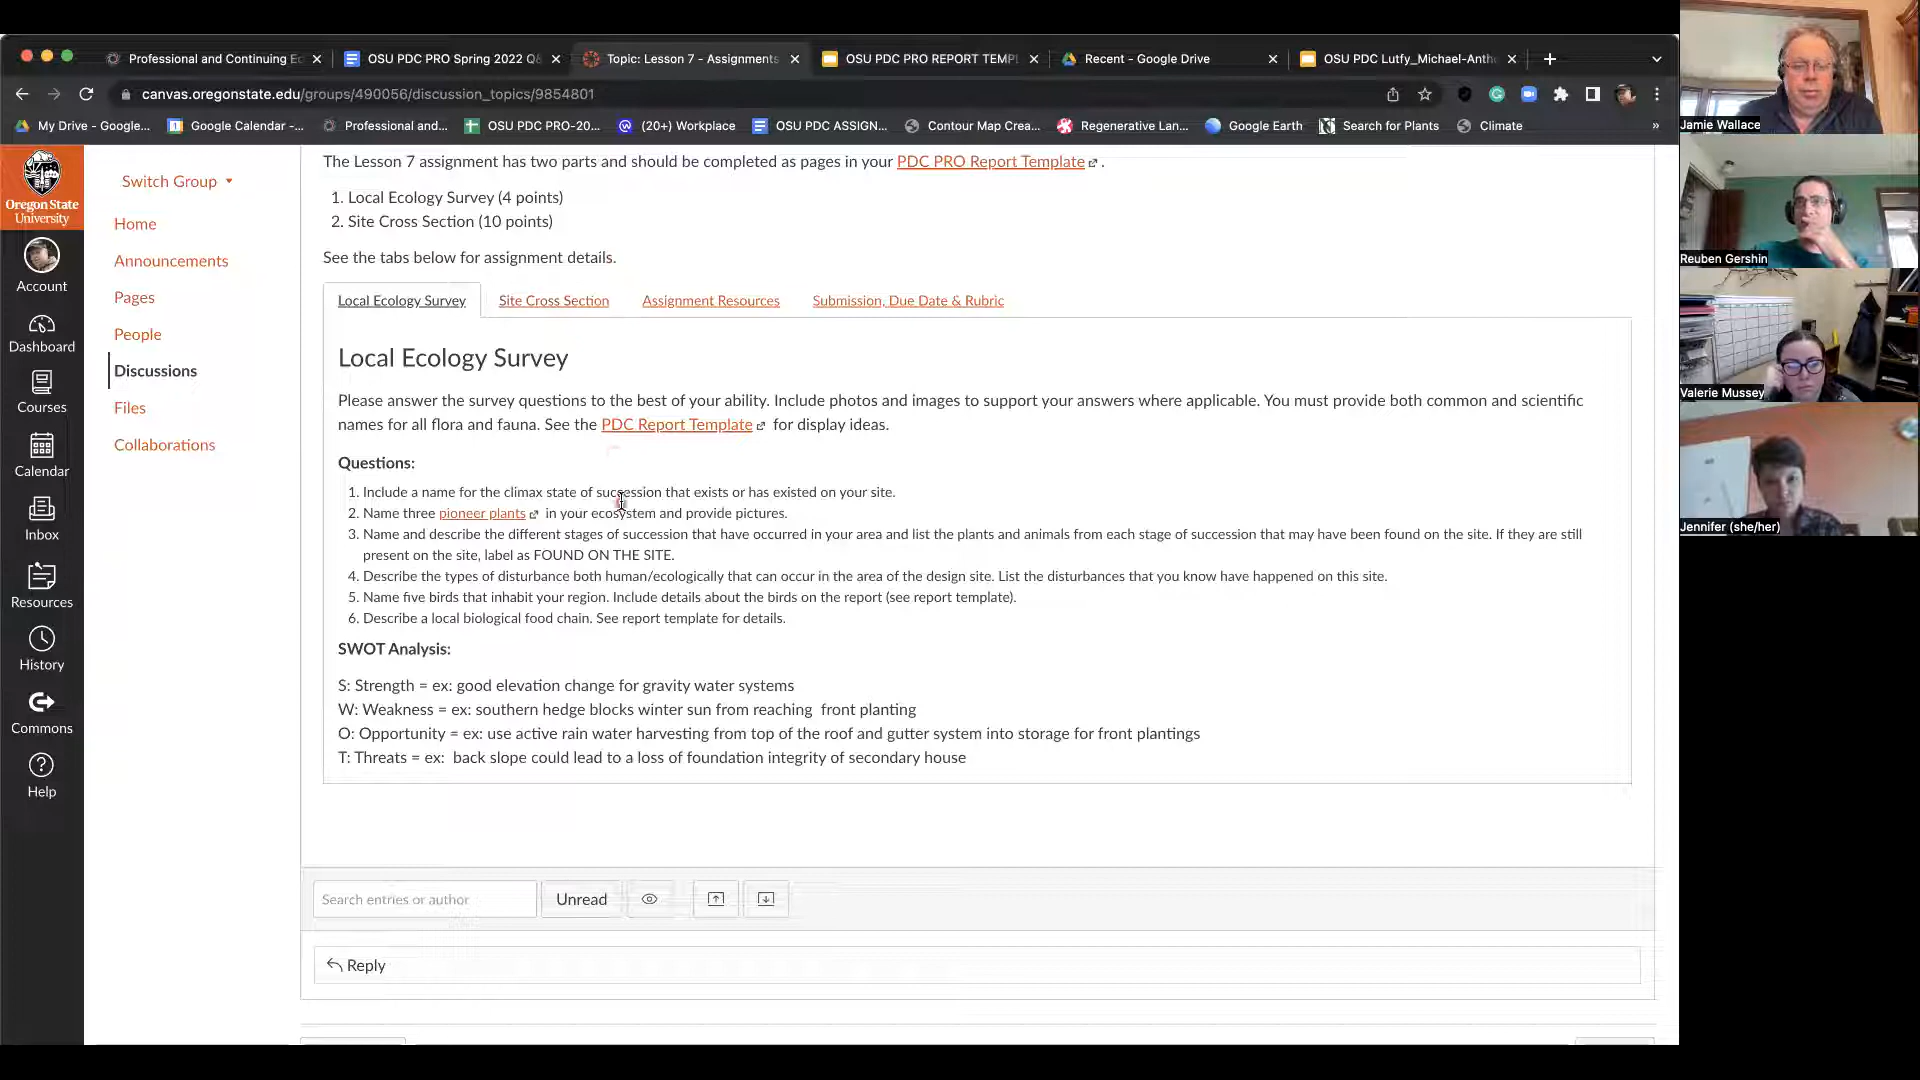 Professional and Continuing Ec
OSU PDC PRO Spring 2022 Q&
Topic: Lesson 7 - Assignments
OSU PDC PRO REPORT TEMPL
Recent - Google Drive
OSU PDC Lutfy_Michael-Anth
canvas.oregonstate.edu/groups/490056/discussion_topics/9854801
My Drive - Google...
Google Calendar -...
Professional and...
OSU PDC PRO-20...
(20+) Workplace
OSU PDC ASSIGN...
Contour Map Crea...
Regenerative Lan...
Google Earth
Search for Plants
Climate
»
Oregon State
University
Account
Dashboard
Courses
Calendar
Inbox
Resources
History
Commons
Help
Switch Group
Home
Announcements
Pages
People
Discussions
Files
Collaborations
The Lesson 7 assignment has two parts and should be completed as pages in your PDC PRO Report Template .
1. Local Ecology Survey (4 points)
2. Site Cross Section (10 points)
See the tabs below for assignment details.
Local Ecology Survey
Site Cross Section
Assignment Resources
Submission, Due Date & Rubric
Local Ecology Survey
Please answer the survey questions to the best of your ability. Include photos and images to support your answers where applicable. You must provide both common and scientific
names for all flora and fauna. See the PDC Report Template for display ideas.
Questions:
1. Include a name for the climax state of succession that exists or has existed on your site.
2. Name three pioneer plants in your ecosystem and provide pictures.
3. Name and describe the different stages of succession that have occurred in your area and list the plants and animals from each stage of succession that may have been found on the site. If they are still
present on the site, label as FOUND ON THE SITE.
4. Describe the types of disturbance both human/ecologically that can occur in the area of the design site. List the disturbances that you know have happened on this site.
5. Name five birds that inhabit your region. Include details about the birds on the report (see report template).
6. Describe a local biological food chain. See report template for details.
SWOT Analysis:
S: Strength = ex: good elevation change for gravity water systems
W: Weakness = ex: southern hedge blocks winter sun from reaching front planting
O: Opportunity = ex: use active rain water harvesting from top of the roof and gutter system into storage for front plantings
T: Threats = ex: back slope could lead to a loss of foundation integrity of secondary house
Search entries or author
Unread
Reply
Jamie Wallace
Reuben Gershin
Valerie Mussey
Jennifer (she/her)